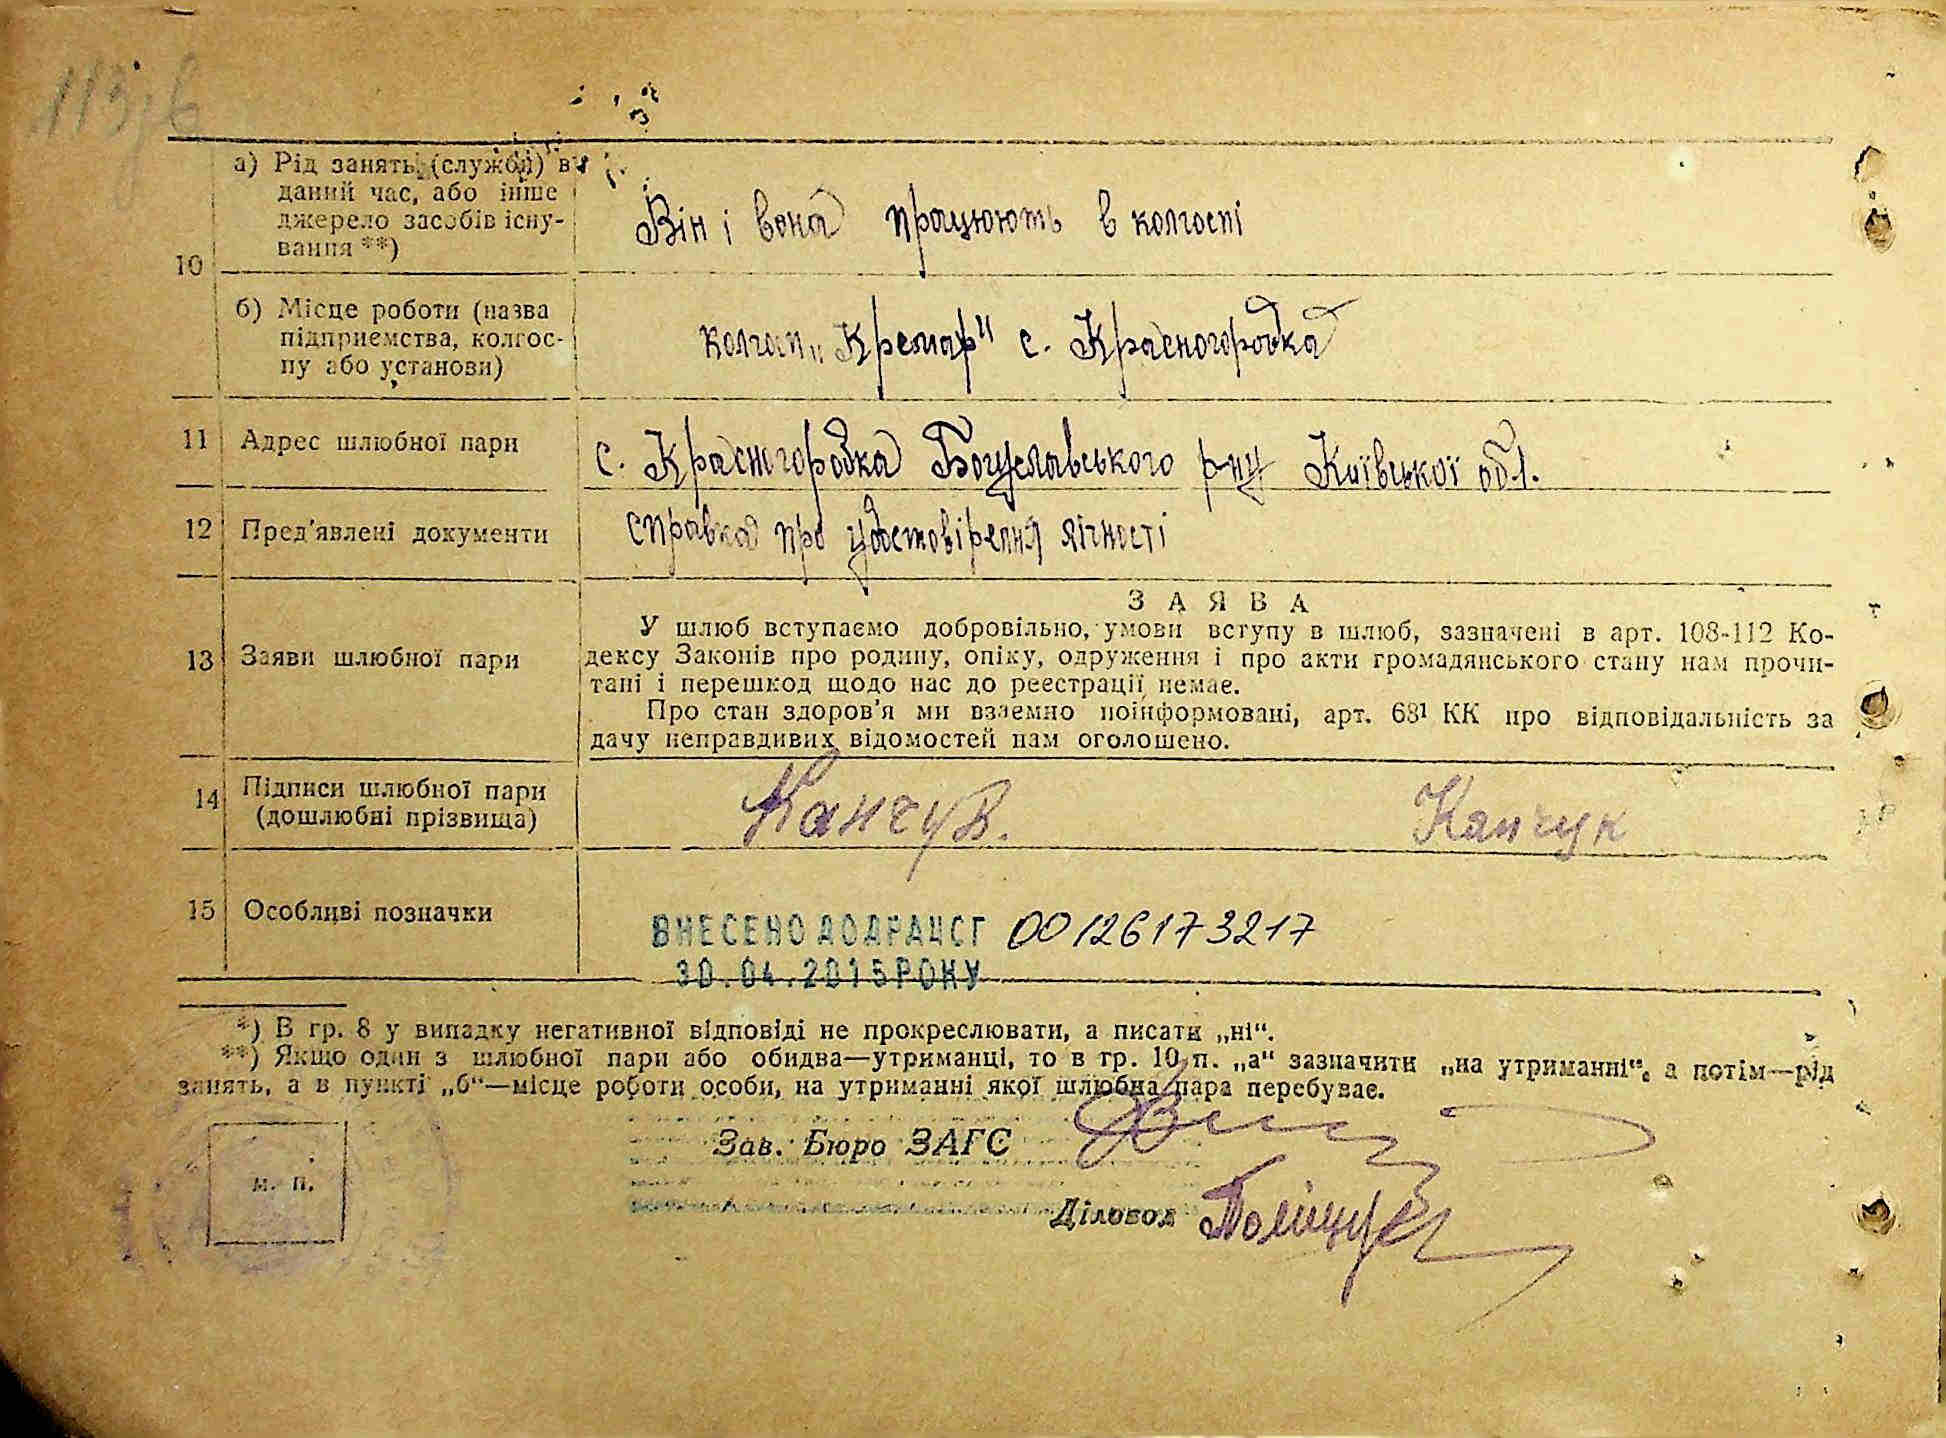 113/6
а) Рід занять (служби) в
даний час, або інше
джерело засобів існу-
вання **)
Він і вона працюють в колгоспі
10
б) Місце роботи (назва
підприємства, колгос-
пу або установи)
колгосп „ " с. Красногородка
11 Адрес шлюбної пари
с. Красногородка Богуславського р-ну Київської обл.
12 Пред'явлені документи
справка про удостовірення лічності
ЗАЯВА
13 Заяви шлюбної пари
У шлюб вступаємо добровільно, умови вступу в шлюб, зазначені в арт. 108-112 Ко-
дексу Законів про родину, опіку, одруження і про акти громадянського стану нам прочи-
тані і перешкод щодо нас до реєстрації немає.
Про стан здоров'я ми взаємно поінформовані, арт. 68¹ КК про відповідальність за
дачу неправдивих відомостей нам оголошено.
14 Підписи шлюбної пари
(дошлюбні прізвища)
Капчук
15 Особливі позначки
ВНЕСЕНО ДО ДРАЦСГ 00126173217
30.04.2015 РОКУ
*) В гр. 8 у випадку негативної відповіді не прокреслювати, а писати „ні“.
**) Якщо один з шлюбної пари або обидва—утриманці, то в гр. 10 п. „а“ зазначити „на утриманні“, а потім—рід
занять, а в пункті „б“—місце роботи особи, на утриманні якої шлюбна пара перебуває.
Зав. Бюро ЗАГС
м. п.
Діловод